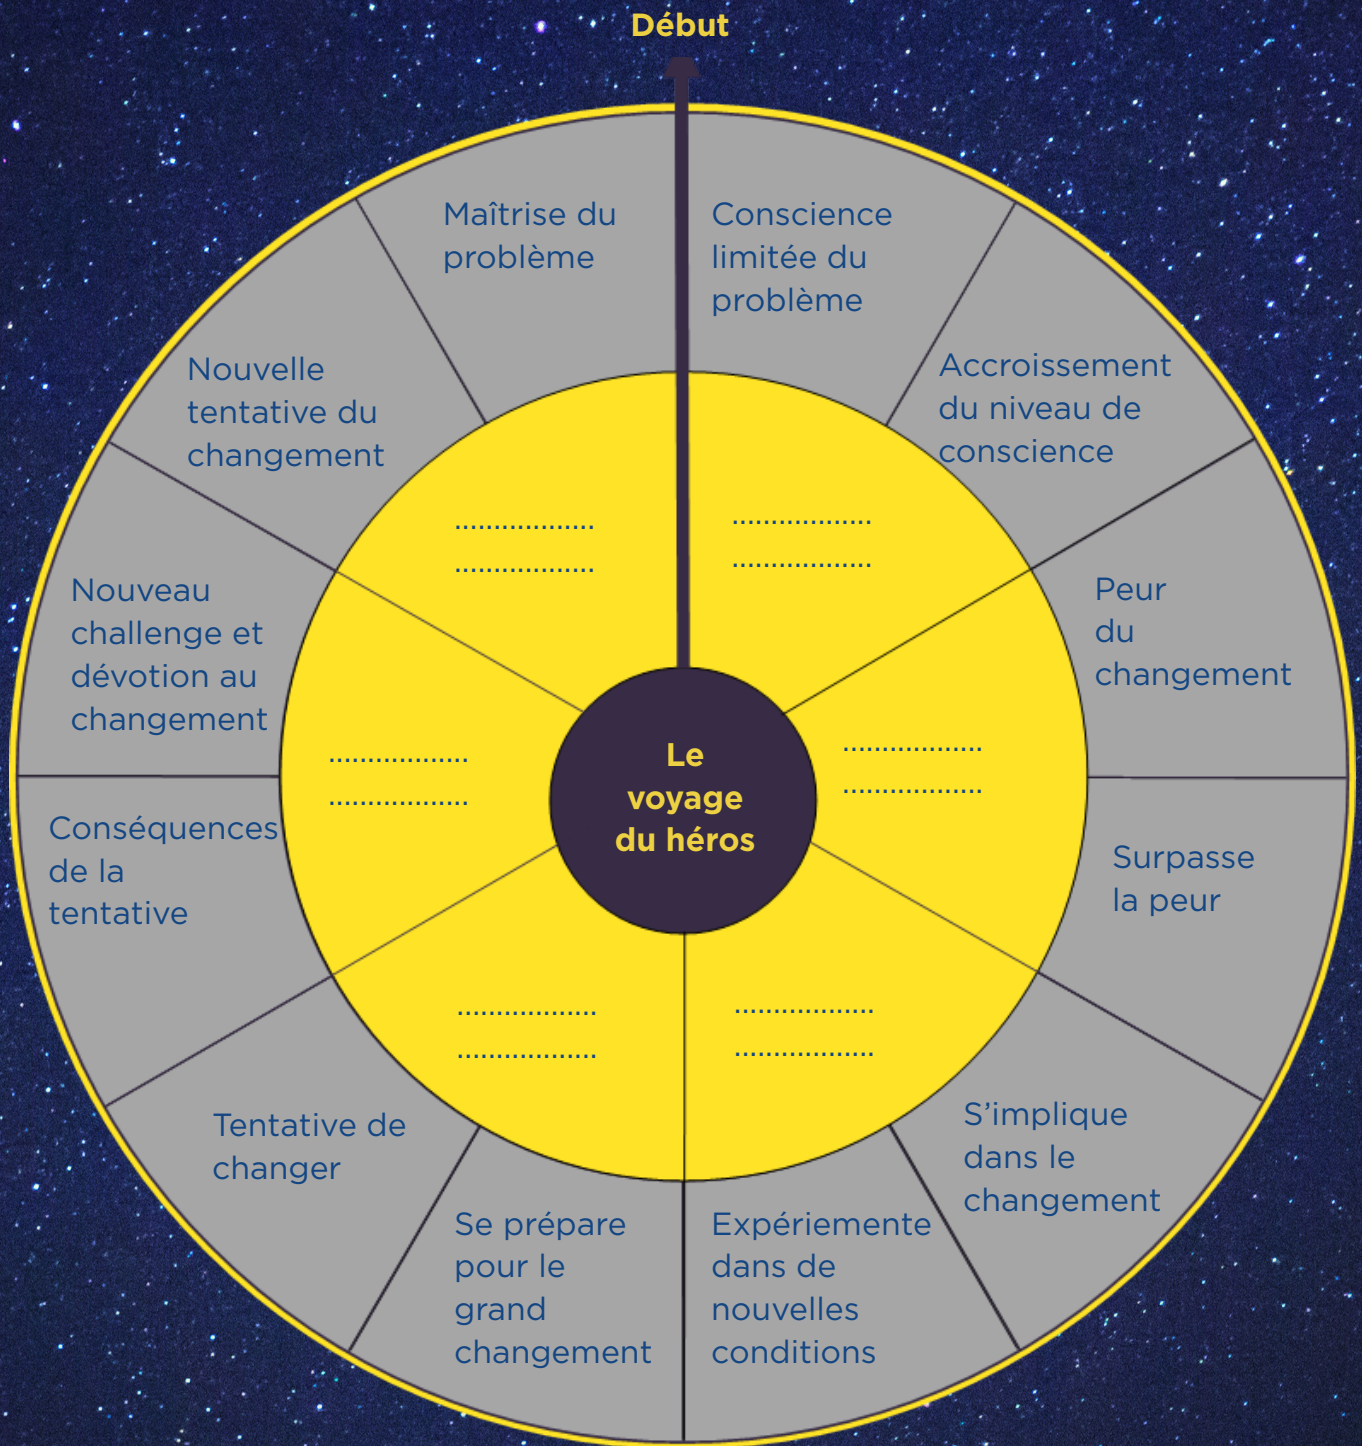 Début
Conscience
limitée du
problème
Accroissement
du niveau de
conscience
Peur
du
changement
Surpasse
la peur
S'implique
dans le
changement
Expériemente
dans de
nouvelles
conditions
Se prépare
pour le
grand
changement
Tentative de
changer
Conséquences
de la
tentative
Nouveau
challenge et
dévotion au
changement
Nouvelle
tentative du
changement
Maîtrise du
problème
..................
..................
..................
..................
..................
..................
..................
..................
..................
..................
..................
..................
Le
voyage
du héros